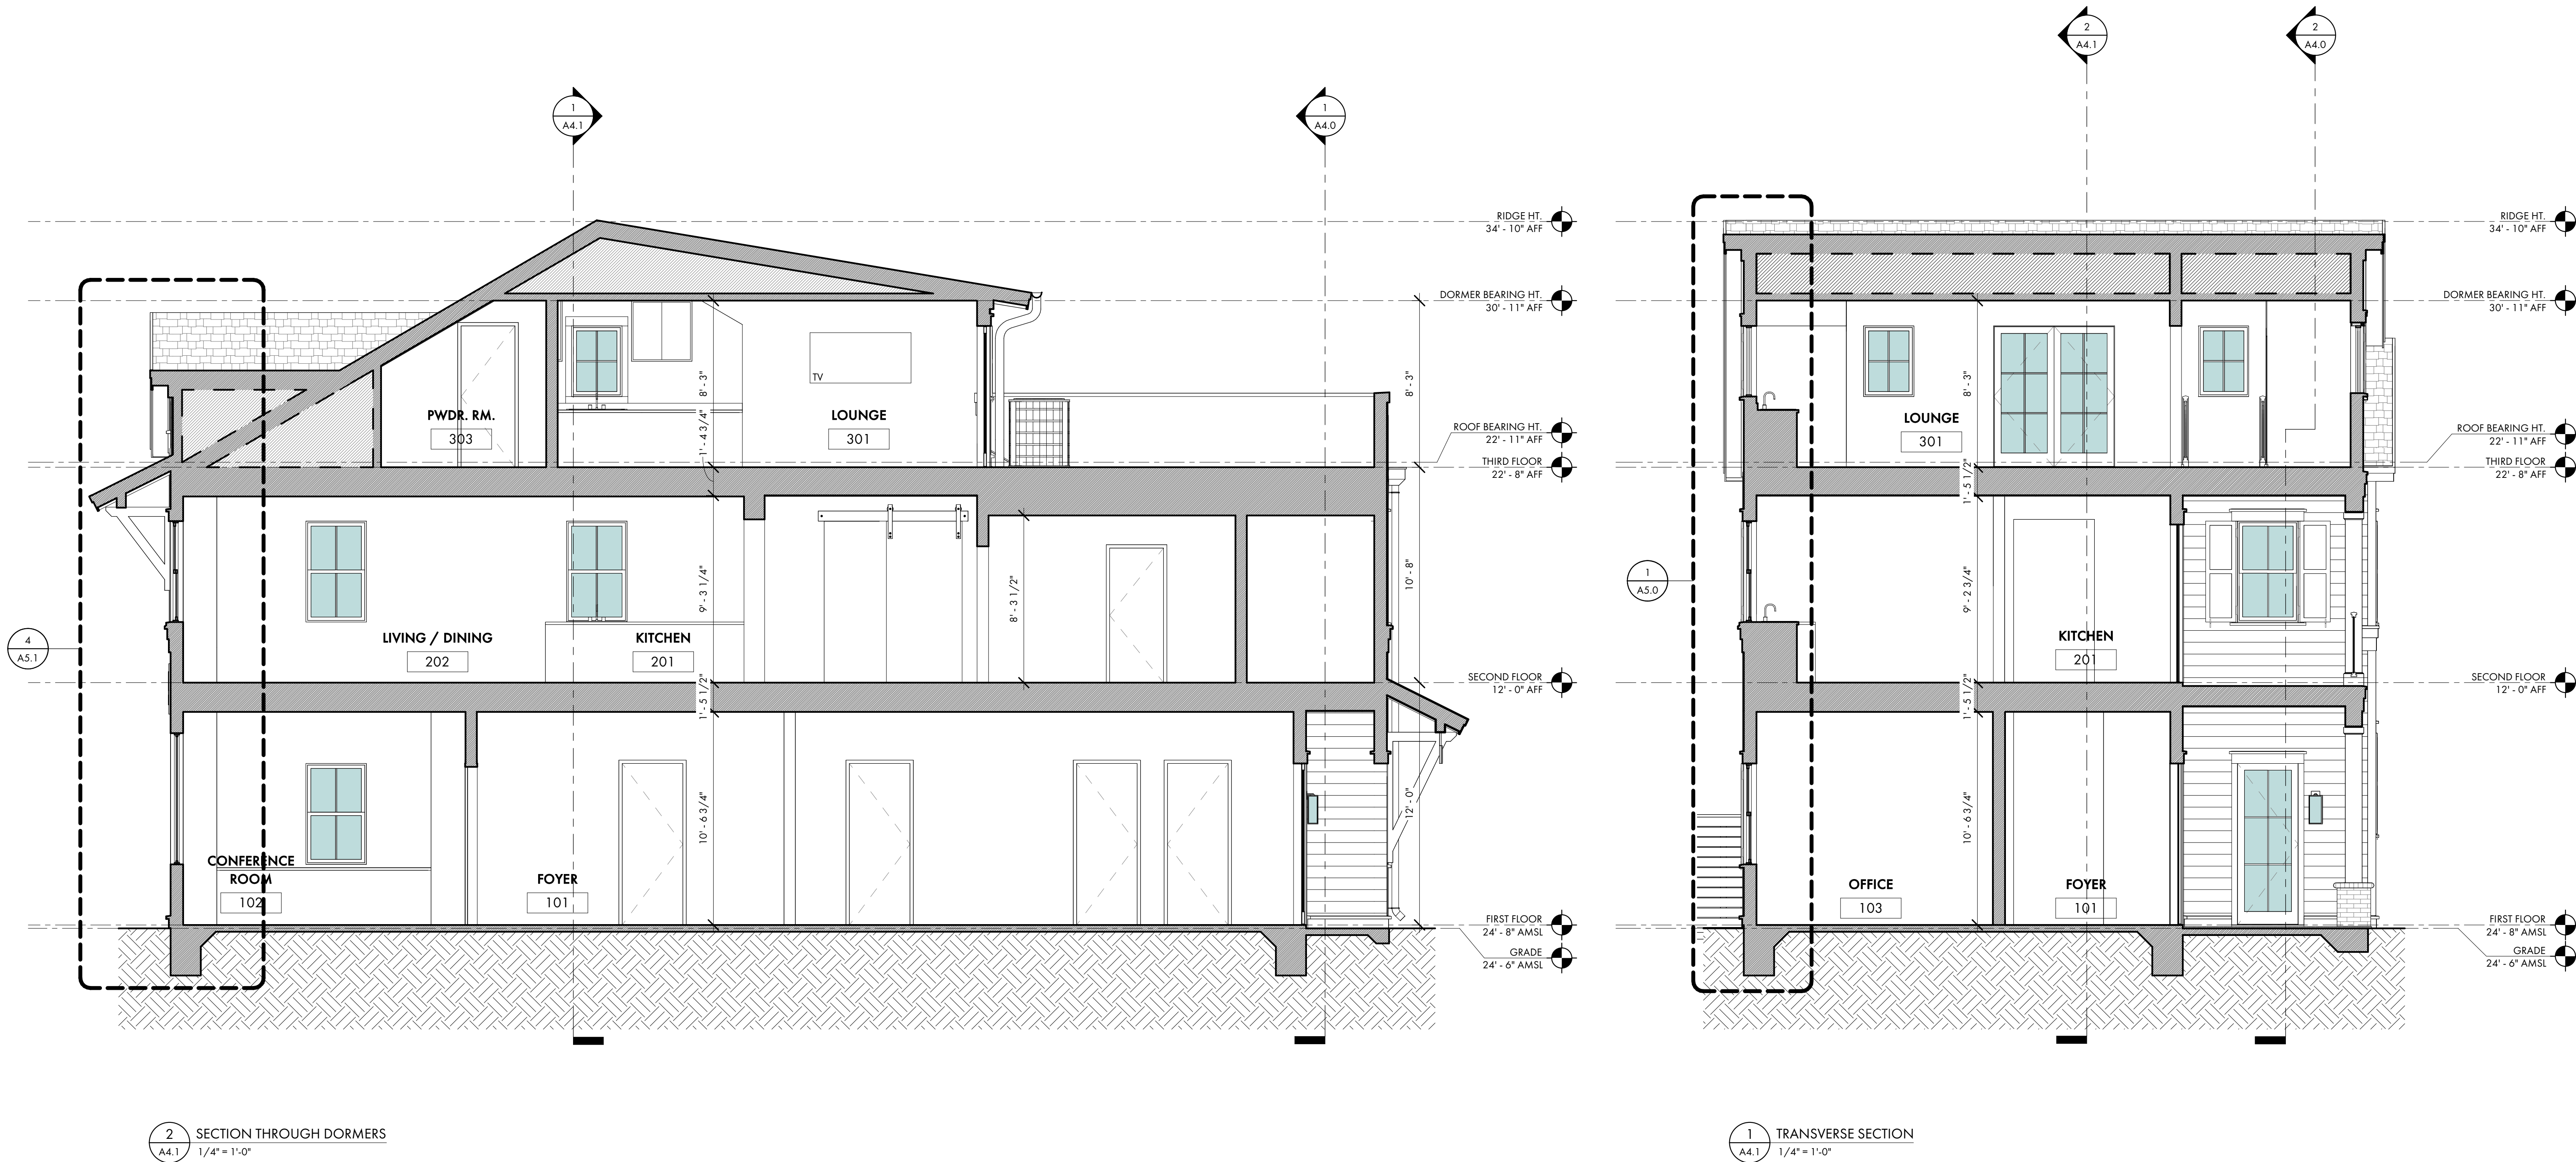 1
A4.1
1
A4.0
RIDGE HT.
34' - 10" AFF
DORMER BEARING HT.
30' - 11" AFF
ROOF BEARING HT.
22' - 11" AFF
THIRD FLOOR
22' - 8" AFF
SECOND FLOOR
12' - 0" AFF
FIRST FLOOR
24' - 8" AMSL
GRADE
24' - 6" AMSL
PWDR. RM.
303
TV
LOUNGE
301
8' - 3"
1' - 4 3/4"
8' - 3"
LIVING / DINING
202
KITCHEN
201
9' - 3 1/4"
8' - 3 1/2"
10' - 8"
1' - 5 1/2"
4
A5.1
CONFERENCE
ROOM
102
FOYER
101
10' - 6 3/4"
12' - 0"
2
A4.1
SECTION THROUGH DORMERS
1/4" = 1'-0"
2
A4.1
2
A4.0
RIDGE HT.
34' - 10" AFF
DORMER BEARING HT.
30' - 11" AFF
ROOF BEARING HT.
22' - 11" AFF
THIRD FLOOR
22' - 8" AFF
SECOND FLOOR
12' - 0" AFF
FIRST FLOOR
24' - 8" AMSL
GRADE
24' - 6" AMSL
LOUNGE
301
8' - 3"
1' - 5 1/2"
1
A5.0
9' - 2 3/4"
KITCHEN
201
1' - 5 1/2"
10' - 6 3/4"
OFFICE
103
FOYER
101
1
A4.1
TRANSVERSE SECTION
1/4" = 1'-0"